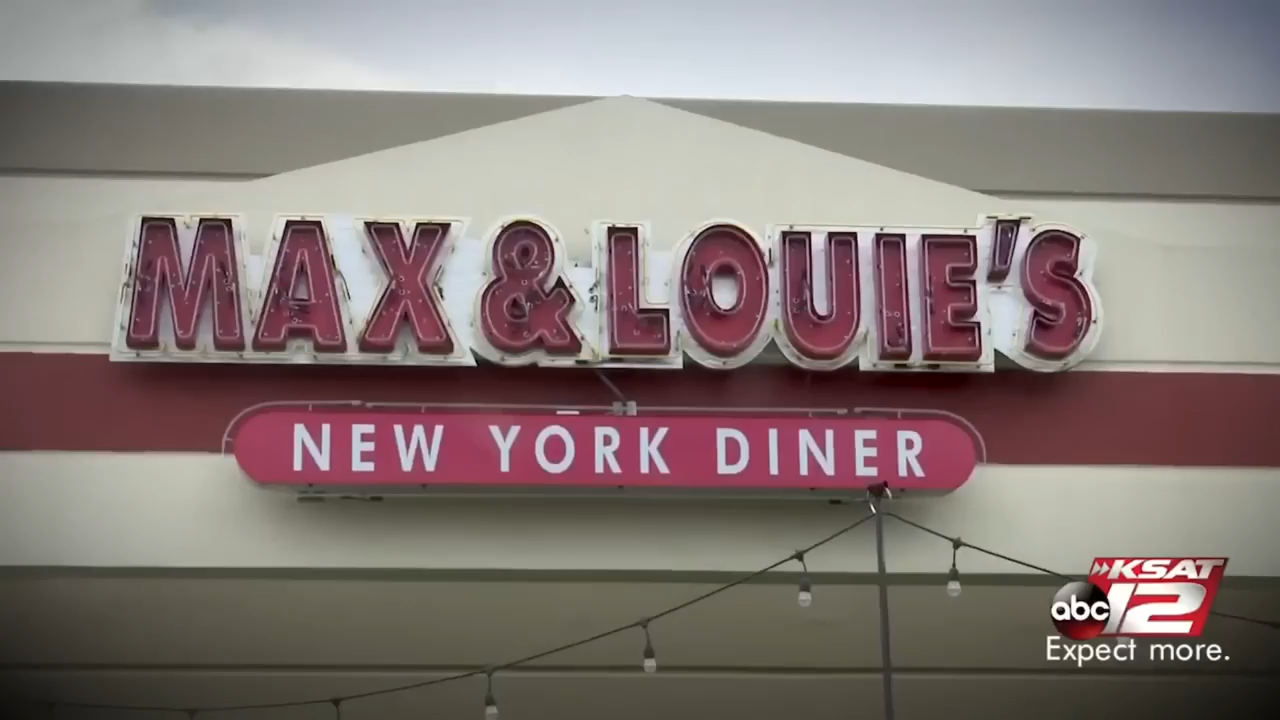 MAX & LOUIE'S
NEW YORK DINER
KSAT
abc 12
Expect more.